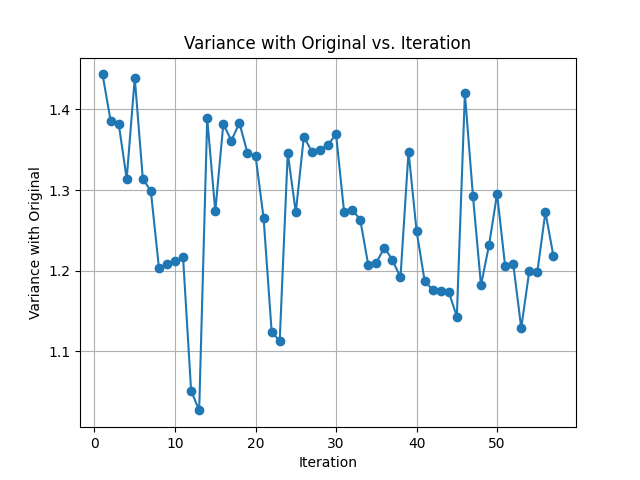 Variance with Original vs. Iteration
1.4
1.3
1.2
1.1
Variance with Original
0 10 20 30 40 50
Iteration